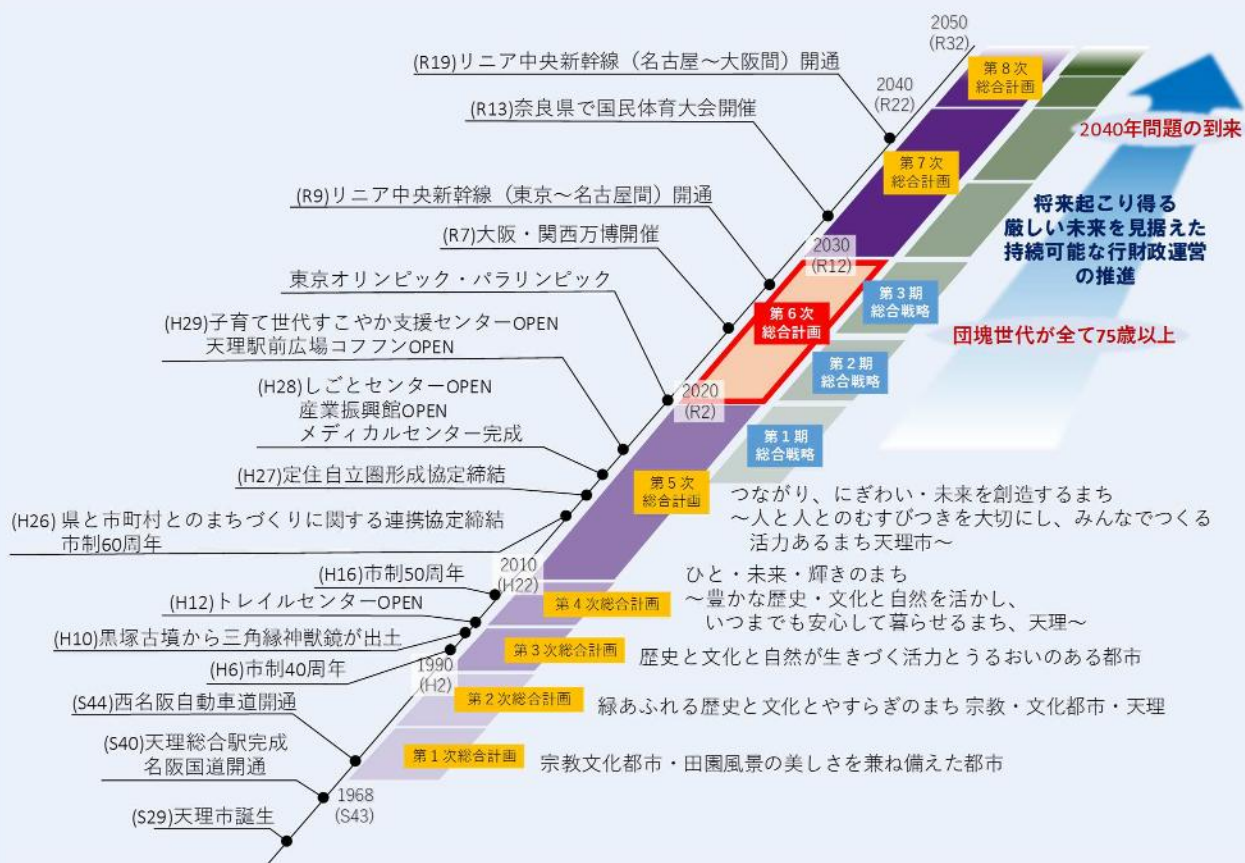 2050
(R32)
(R19)リニア中央新幹線（名古屋～大阪間）開通
第８次
総合計画
2040
(R22)
(R13)奈良県で国民体育大会開催
2040年問題の到来
第７次
総合計画
(R9)リニア中央新幹線（東京～名古屋間）開通
将来起こり得る
厳しい未来を見据えた
持続可能な行財政運営
の推進
(R7)大阪・関西万博開催
2030
(R12)
東京オリンピック・パラリンピック
第３期
総合戦略
第６次
総合計画
(H29)子育て世代すこやか支援センターOPEN
天理駅前広場コフフンOPEN
団塊世代が全て75歳以上
第２期
総合戦略
(H28)しごとセンターOPEN
産業振興館OPEN
メディカルセンター完成
2020
(R2)
第１期
総合戦略
(H27)定住自立圏形成協定締結
第５次
総合計画
つながり、にぎわい・未来を創造するまち
～人と人とのむすびつきを大切にし、みんなでつくる
活力あるまち天理市～
(H26) 県と市町村とのまちづくりに関する連携協定締結
市制60周年
2010
(H22)
(H16)市制50周年
ひと・未来・輝きのまち
～豊かな歴史・文化と自然を活かし、
いつまでも安心して暮らせるまち、天理～
(H12)トレイルセンターOPEN
第４次総合計画
(H10)黒塚古墳から三角縁神獣鏡が出土
第３次総合計画
歴史と文化と自然が生きづく活力とうるおいのある都市
(H6)市制40周年
1990
(H2)
第２次総合計画
緑あふれる歴史と文化とやすらぎのまち 宗教・文化都市・天理
(S44)西名阪自動車道開通
(S40)天理総合駅完成
名阪国道開通
第１次総合計画
宗教文化都市・田園風景の美しさを兼ね備えた都市
1968
(S43)
(S29)天理市誕生